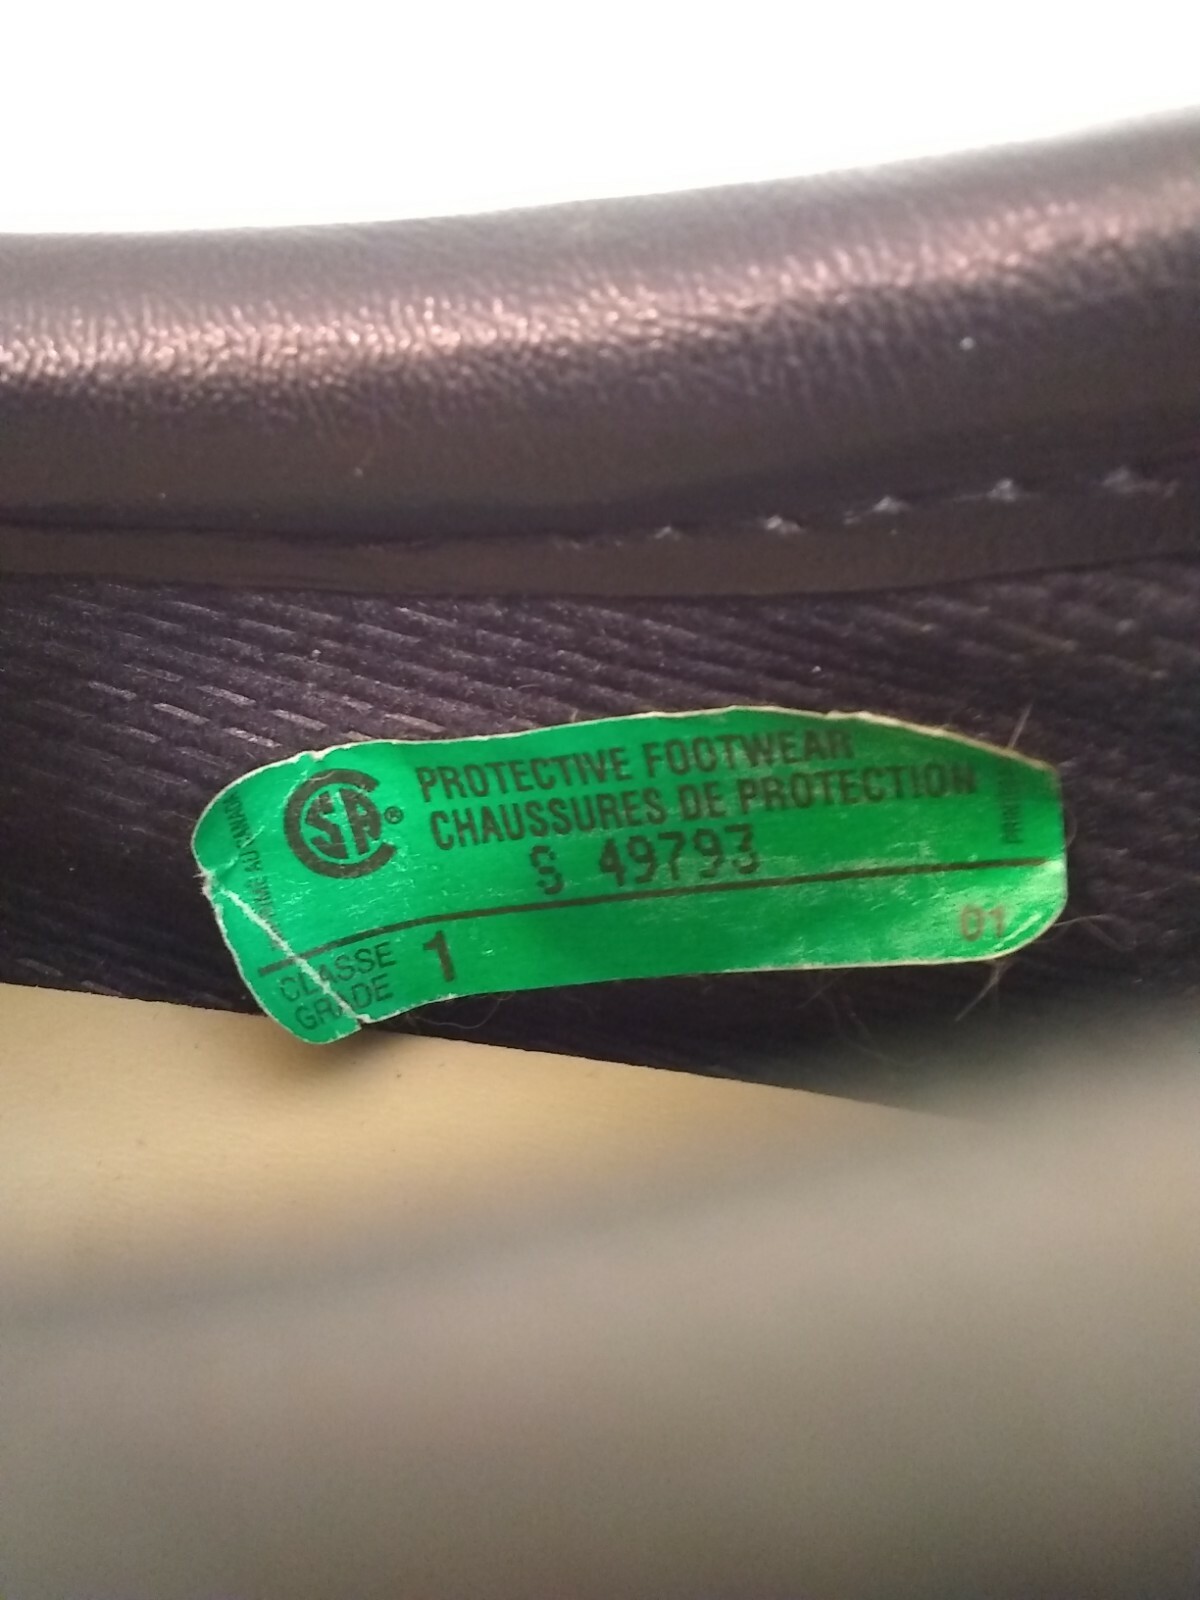 CSA®
PROTECTIVE FOOTWEAR
CHAUSSURES DE PROTECTION
S 49793
CLASSE
GRADE
1
01